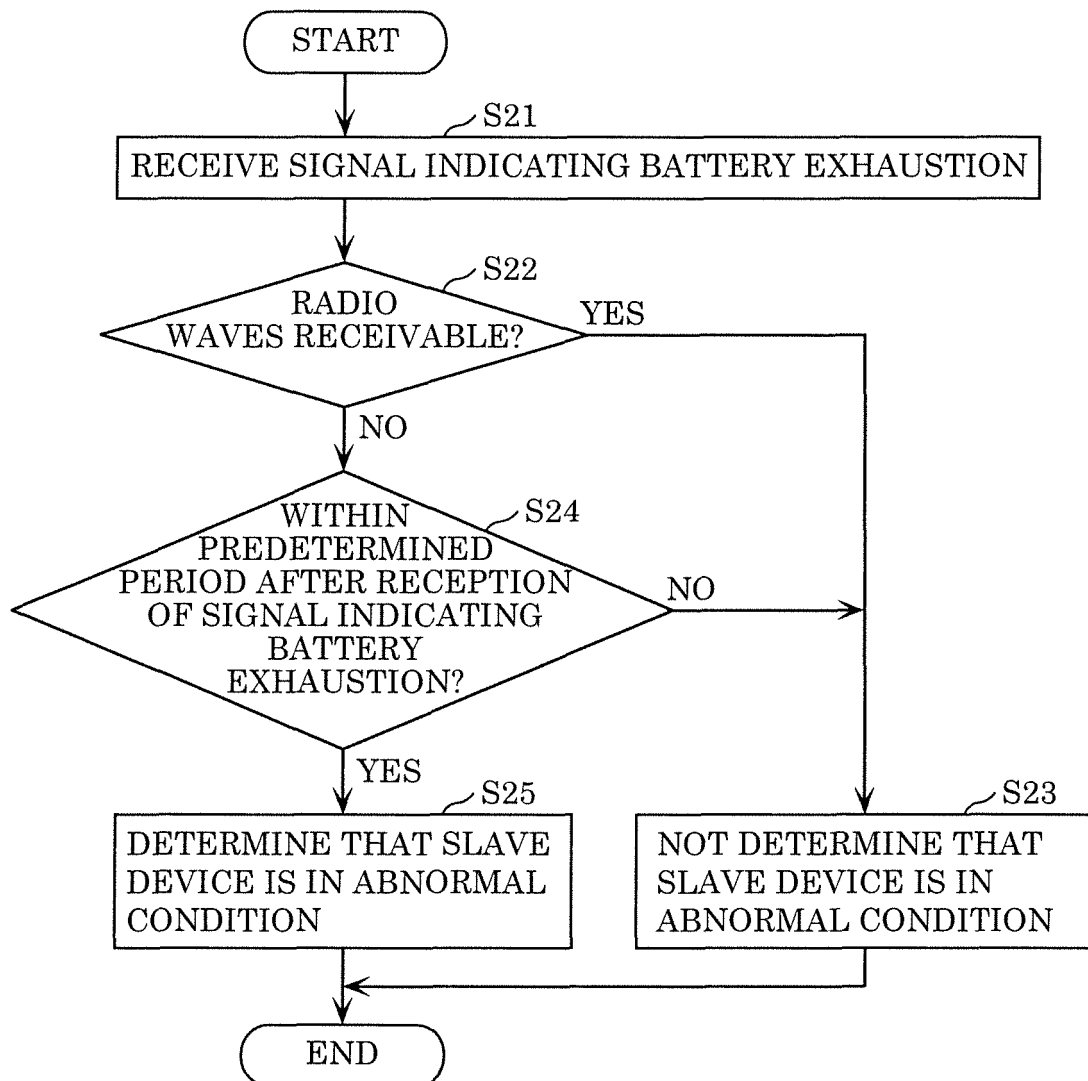 START
S21
RECEIVE SIGNAL INDICATING BATTERY EXHAUSTION
S22
RADIO
WAVES RECEIVABLE?
YES
NO
S24
WITHIN
PREDETERMINED
PERIOD AFTER RECEPTION
OF SIGNAL INDICATING
BATTERY
EXHAUSTION?
NO
YES
S25
DETERMINE THAT SLAVE
DEVICE IS IN ABNORMAL
CONDITION
S23
NOT DETERMINE THAT
SLAVE DEVICE IS IN
ABNORMAL CONDITION
END